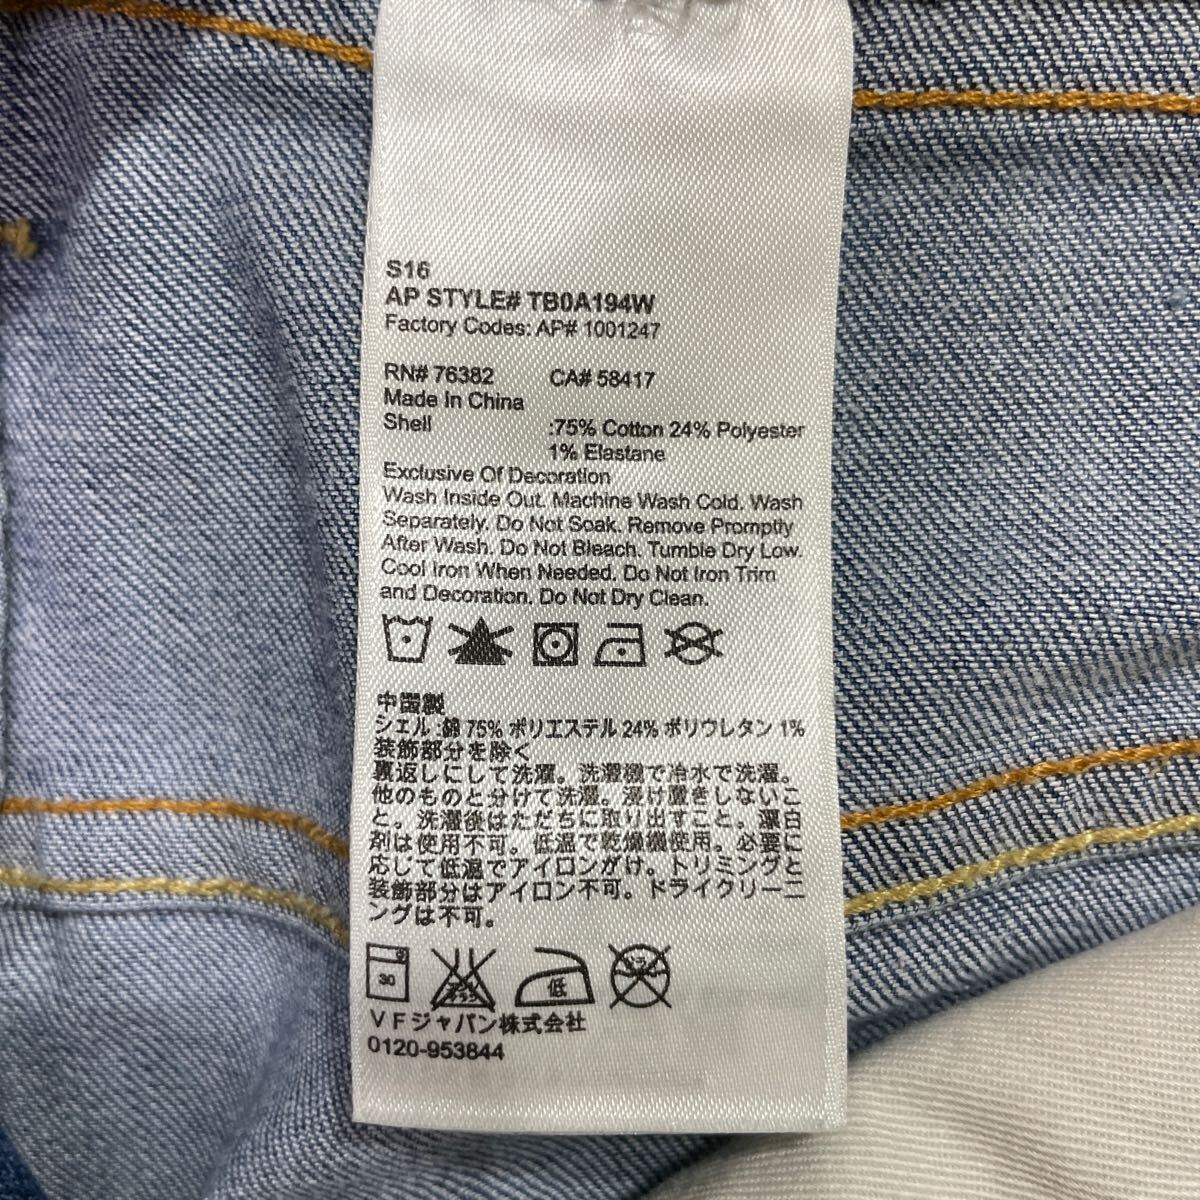 S16
AP STYLE# TB0A194W
Factory Codes: AP# 1001247
RN# 76382 CA# 58417
Made In China
Shell :75% Cotton 24% Polyester
1% Elastane
Exclusive Of Decoration
Wash Inside Out. Machine Wash Cold. Wash
Separately. Do Not Soak. Remove Promptly
After Wash. Do Not Bleach. Tumble Dry Low.
Cool Iron When Needed. Do Not Iron Trim
and Decoration. Do Not Dry Clean.
中国製
シェル :綿 75% ポリエステル 24% ポリウレタン 1%
装飾部分を除く
裏返しにして洗濯。洗濯機で冷水で洗濯。
他のものと分けて洗濯。浸け置きしないこ
と。洗濯後はただちに取り出すこと。漂白
剤は使用不可。低温で乾燥機使用。必要に
応じて低温でアイロンがけ。トリミングと
装飾部分はアイロン不可。ドライクリーニ
ングは不可。
30 エンソサラシ 低 ドライ
VFジャパン株式会社
0120-953844